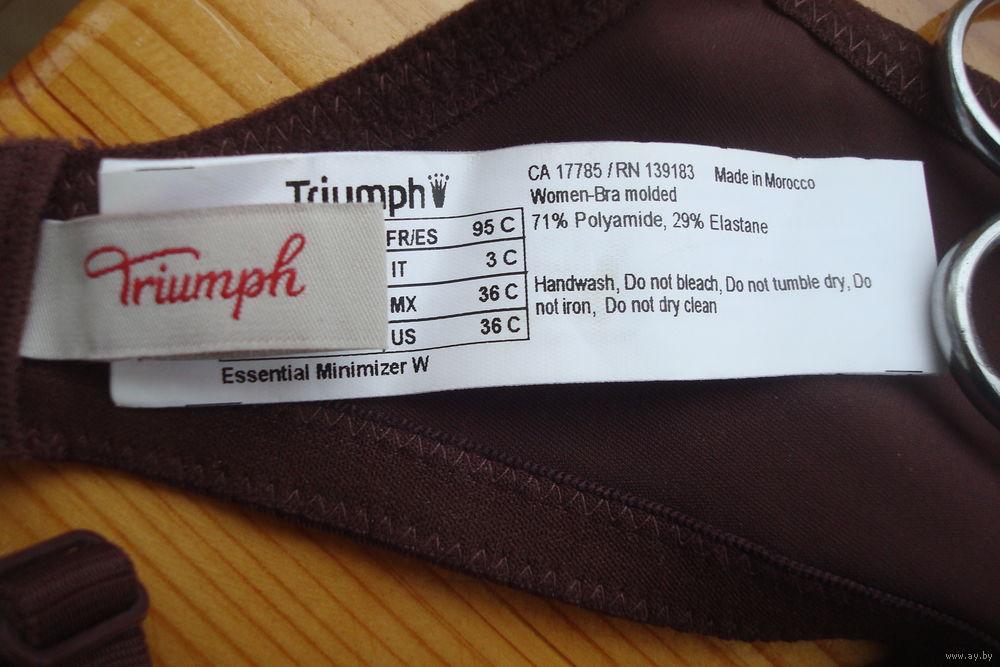 Triumph
CA 17785 / RN 139183 Made in Morocco
Women-Bra molded
71% Polyamide, 29% Elastane
Triumph
FR/ES 95 C
IT 3 C
MX 36 C
US 36 C
Handwash, Do not bleach, Do not tumble dry, Do
not iron, Do not dry clean
Essential Minimizer W
www.ay.by